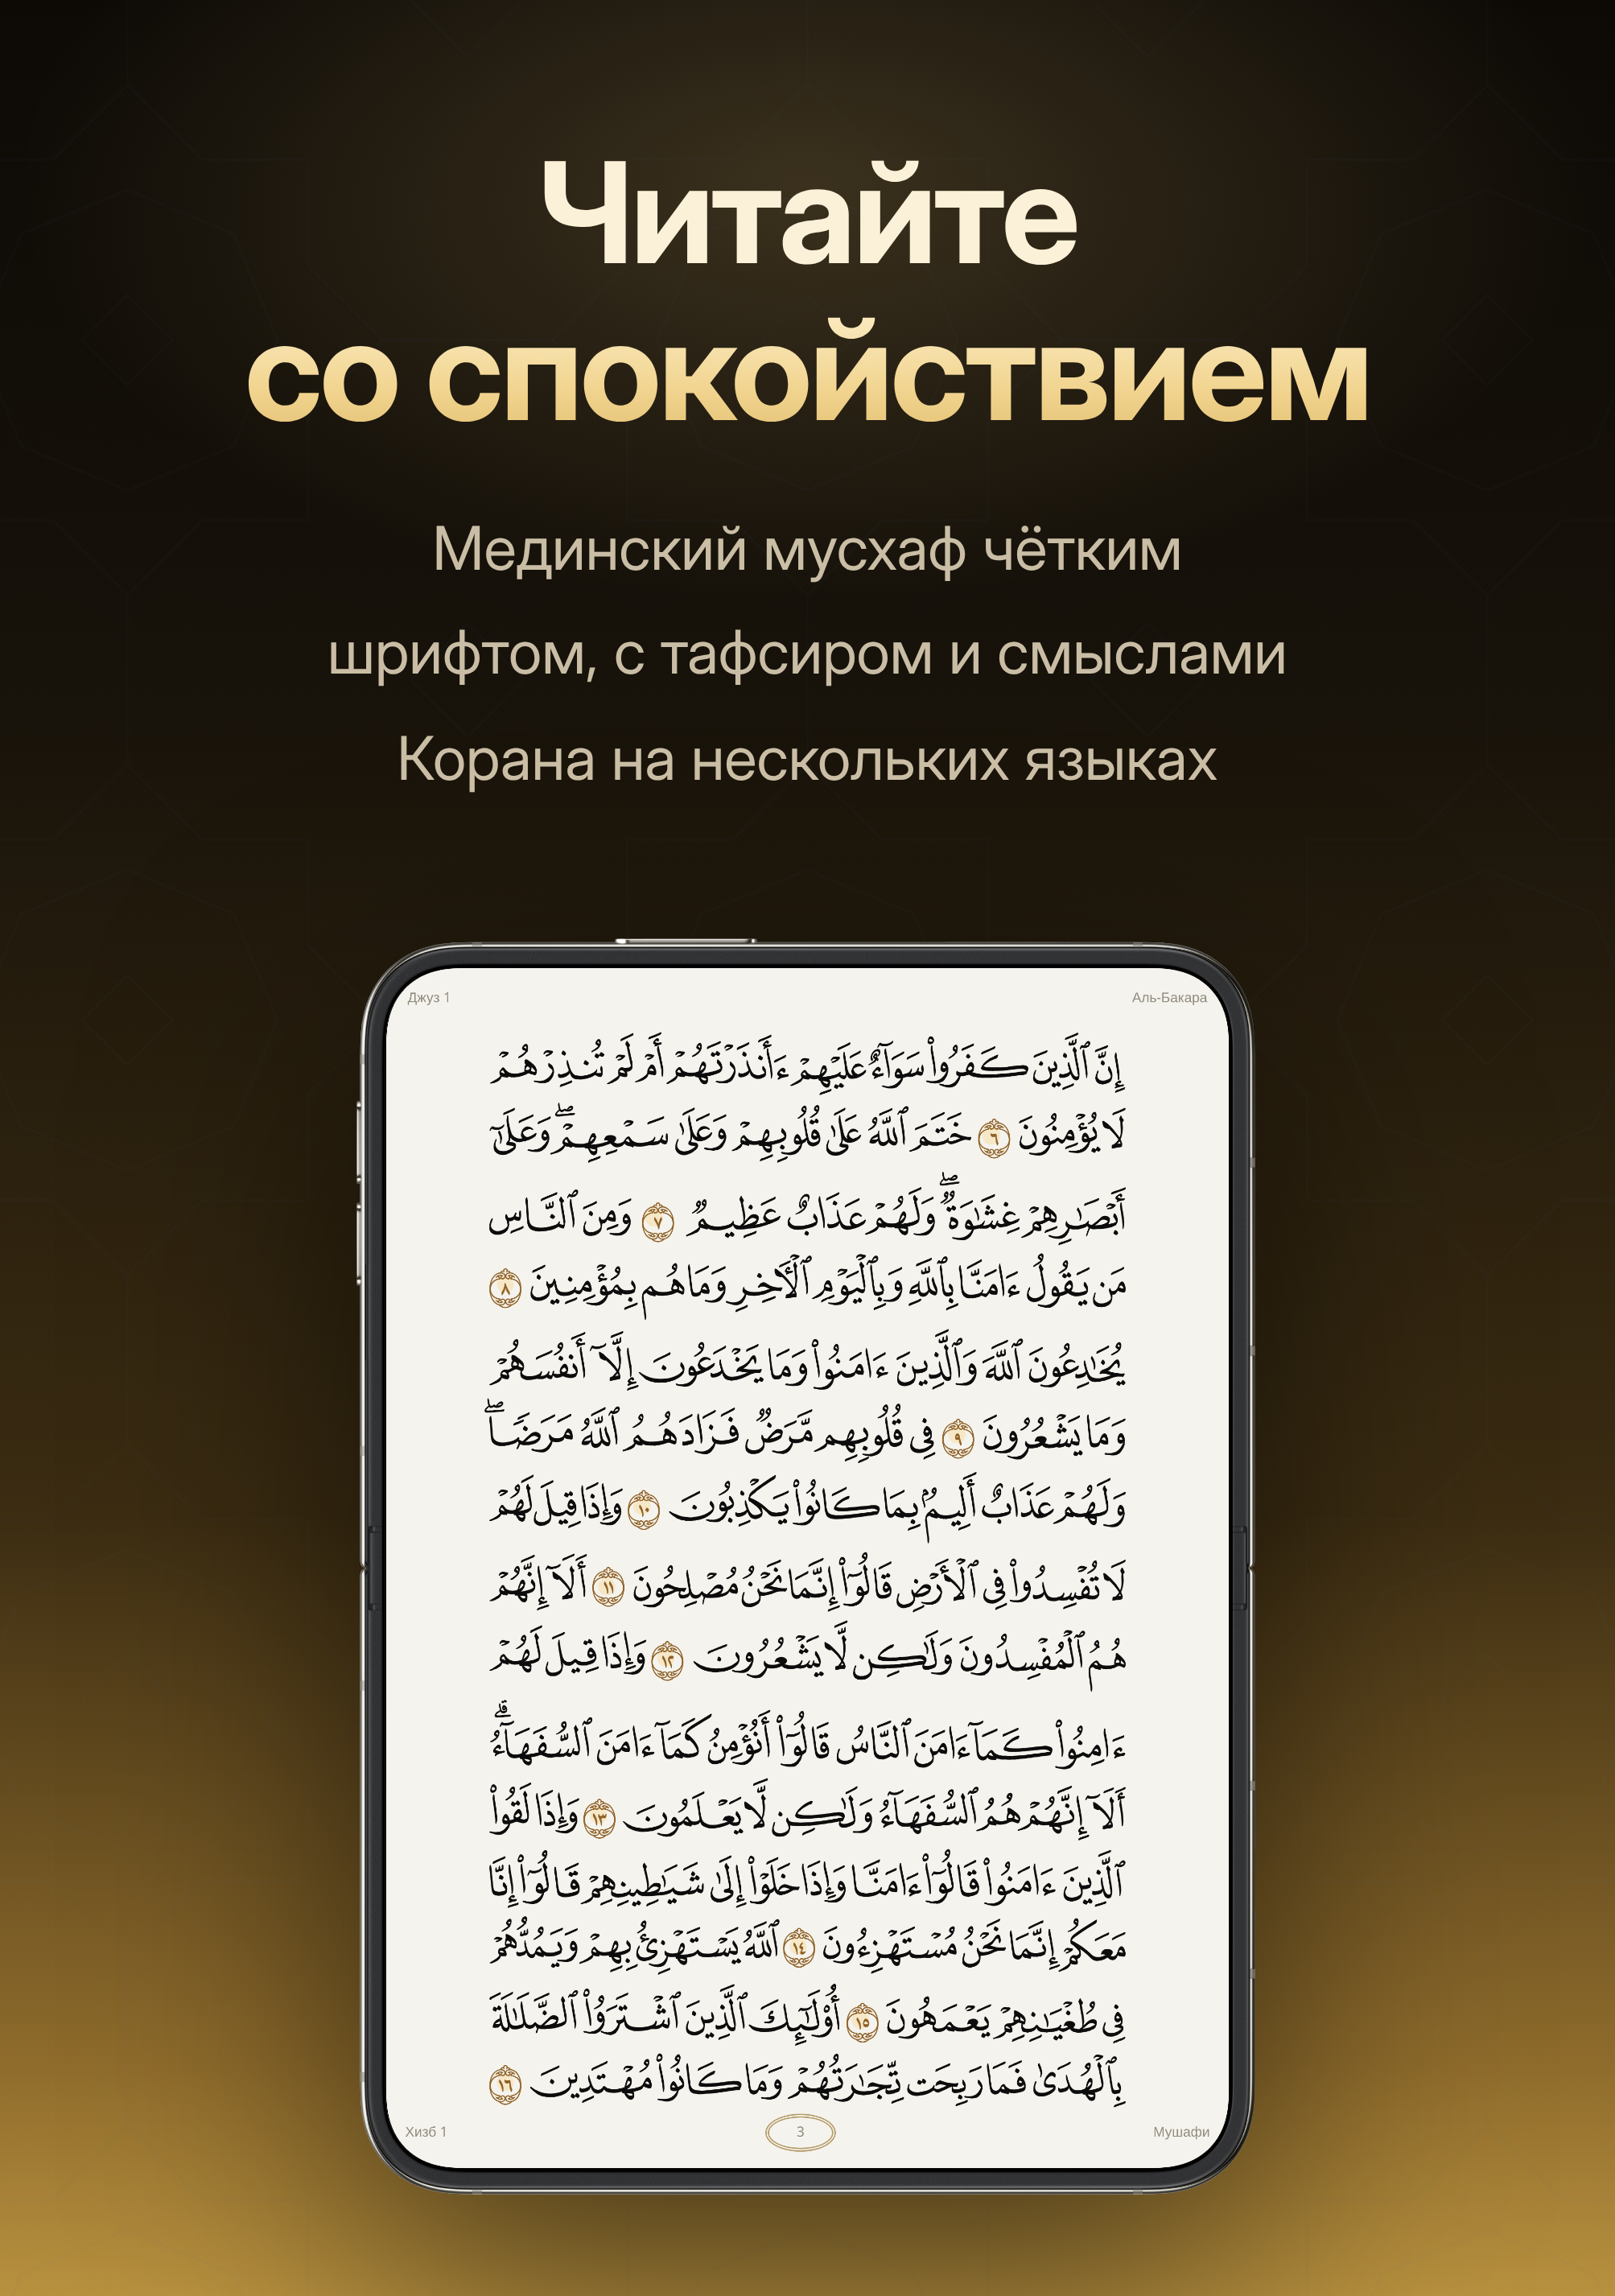 Читайте
со спокойствием
Мединский мусхаф чётким
шрифтом, с тафсиром и смыслами
Корана на нескольких языках
Джуз 1
Аль-Бакара
إِنَّ ٱلَّذِينَ كَفَرُوا۟ سَوَآءٌ عَلَيْهِمْ ءَأَنذَرْتَهُمْ أَمْ لَمْ تُنذِرْهُمْ
لَا يُؤْمِنُونَ ٦ خَتَمَ ٱللَّهُ عَلَىٰ قُلُوبِهِمْ وَعَلَىٰ سَمْعِهِمْ ۖ وَعَلَىٰٓ
أَبْصَـٰرِهِمْ غِشَـٰوَةٌ ۖ وَلَهُمْ عَذَابٌ عَظِيمٌ ٧ وَمِنَ ٱلنَّاسِ
مَن يَقُولُ ءَامَنَّا بِٱللَّهِ وَبِٱلْيَوْمِ ٱلْـَٔاخِرِ وَمَا هُم بِمُؤْمِنِينَ ٨
يُخَـٰدِعُونَ ٱللَّهَ وَٱلَّذِينَ ءَامَنُوا۟ وَمَا يَخْدَعُونَ إِلَّآ أَنفُسَهُمْ
وَمَا يَشْعُرُونَ ٩ فِى قُلُوبِهِم مَّرَضٌ فَزَادَهُمُ ٱللَّهُ مَرَضًا ۖ
وَلَهُمْ عَذَابٌ أَلِيمٌۢ بِمَا كَانُوا۟ يَكْذِبُونَ ١٠ وَإِذَا قِيلَ لَهُمْ
لَا تُفْسِدُوا۟ فِى ٱلْأَرْضِ قَالُوٓا۟ إِنَّمَا نَحْنُ مُصْلِحُونَ ١١ أَلَآ إِنَّهُمْ
هُمُ ٱلْمُفْسِدُونَ وَلَـٰكِن لَّا يَشْعُرُونَ ١٢ وَإِذَا قِيلَ لَهُمْ
ءَامِنُوا۟ كَمَآ ءَامَنَ ٱلنَّاسُ قَالُوٓا۟ أَنُؤْمِنُ كَمَآ ءَامَنَ ٱلسُّفَهَآءُ ۗ
أَلَآ إِنَّهُمْ هُمُ ٱلسُّفَهَآءُ وَلَـٰكِن لَّا يَعْلَمُونَ ١٣ وَإِذَا لَقُوا۟
ٱلَّذِينَ ءَامَنُوا۟ قَالُوٓا۟ ءَامَنَّا وَإِذَا خَلَوْا۟ إِلَىٰ شَيَـٰطِينِهِمْ قَالُوٓا۟ إِنَّا
مَعَكُمْ إِنَّمَا نَحْنُ مُسْتَهْزِءُونَ ١٤ ٱللَّهُ يَسْتَهْزِئُ بِهِمْ وَيَمُدُّهُمْ
فِى طُغْيَـٰنِهِمْ يَعْمَهُونَ ١٥ أُو۟لَـٰٓئِكَ ٱلَّذِينَ ٱشْتَرَوُا۟ ٱلضَّلَـٰلَةَ
بِٱلْهُدَىٰ فَمَا رَبِحَت تِّجَـٰرَتُهُمْ وَمَا كَانُوا۟ مُهْتَدِينَ ١٦
Хизб 1
3
Мушафи